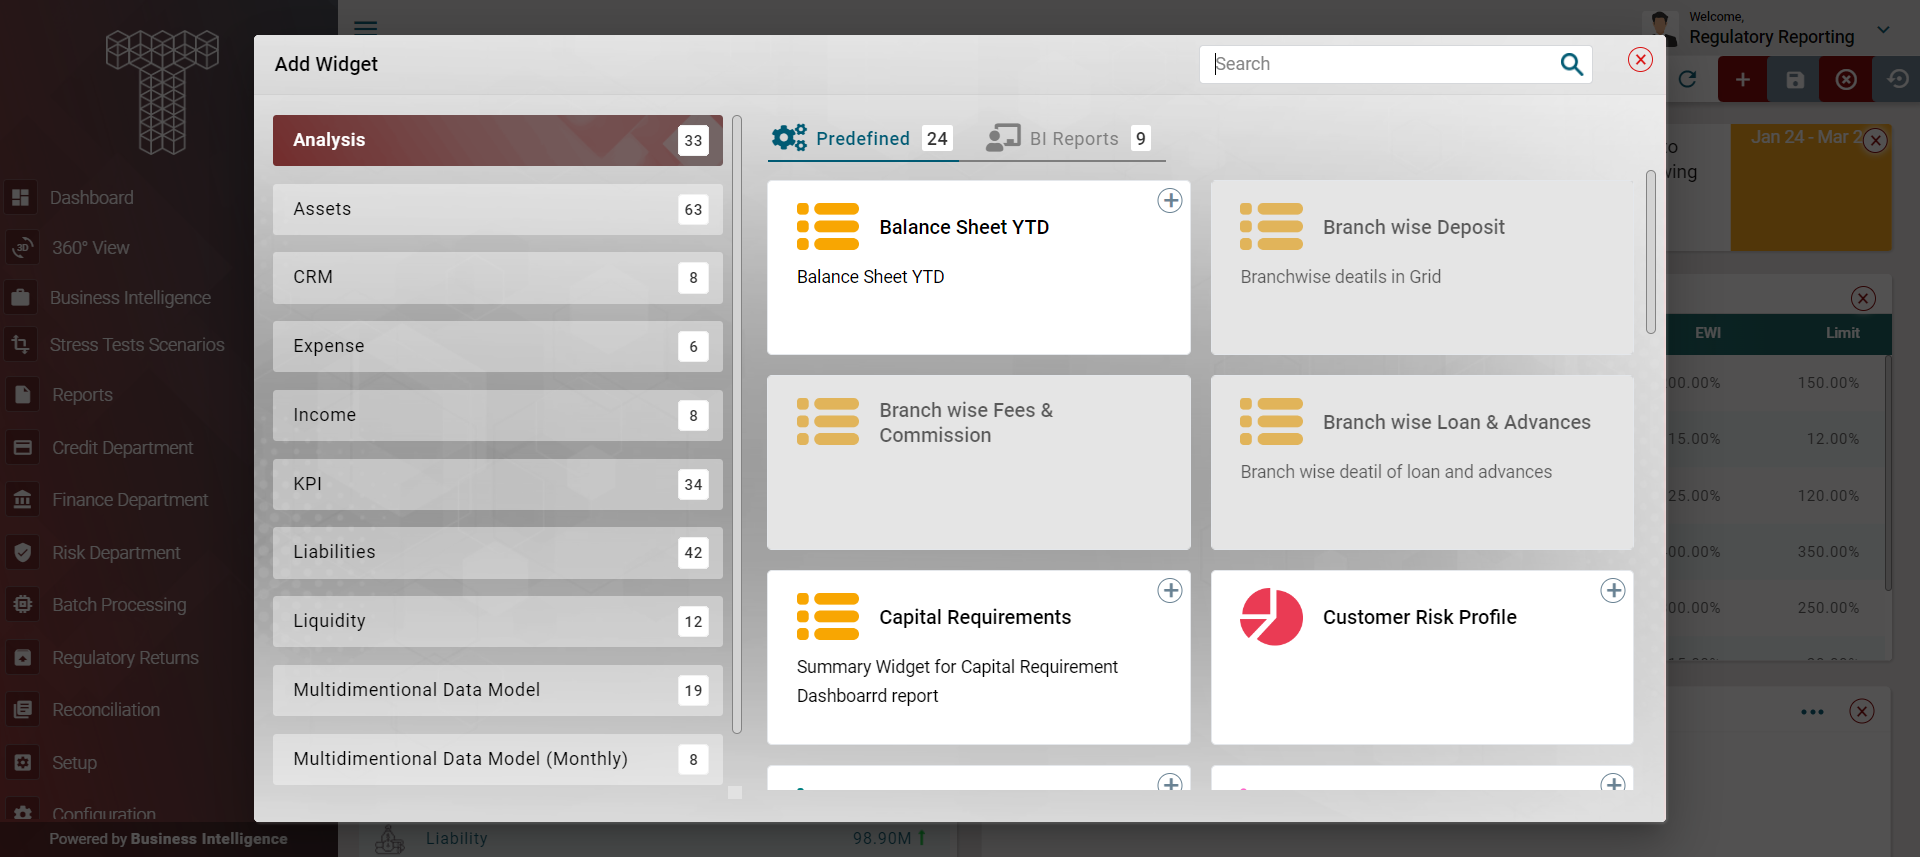 Welcome,
Regulatory Reporting
Add Widget
Search
Jan 24 - Mar 2
Dashboard
3D
360° View
Business Intelligence
Stress Tests Scenarios
Reports
Credit Department
Finance Department
Risk Department
Batch Processing
Regulatory Returns
Reconciliation
Setup
Configuration
Powered by Business Intelligence
Analysis 33
Assets 63
CRM 8
Expense 6
Income 8
KPI 34
Liabilities 42
Liquidity 12
Multidimentional Data Model 19
Multidimentional Data Model (Monthly) 8
Predefined 24
BI Reports 9
Balance Sheet YTD
Balance Sheet YTD
Branch wise Deposit
Branchwise deatils in Grid
Branch wise Fees &
Commission
Branch wise Loan & Advances
Branch wise deatil of loan and advances
Capital Requirements
Summary Widget for Capital Requirement
Dashboarrd report
Customer Risk Profile
to
wing
EWI Limit
00.00% 150.00%
15.00% 12.00%
25.00% 120.00%
00.00% 350.00%
00.00% 250.00%
Liability 98.90M